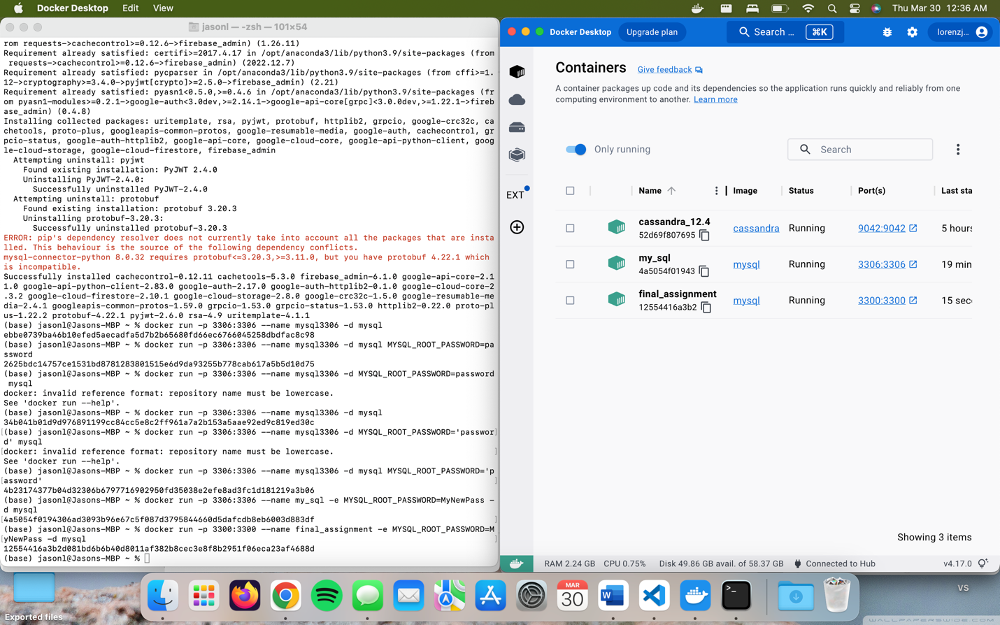 Docker Desktop Edit View
Thu Mar 30 12:36 AM
jasonl — -zsh — 101×54
rom requests->cachecontrol>=0.12.6->firebase_admin) (1.26.11)
Requirement already satisfied: certifi>=2017.4.17 in /opt/anaconda3/lib/python3.9/site-packages (from
 requests->cachecontrol>=0.12.6->firebase_admin) (2022.12.7)
Requirement already satisfied: pycparser in /opt/anaconda3/lib/python3.9/site-packages (from cffi>=1.
12->cryptography>=3.4.0->pyjwt[crypto]>=2.5.0->firebase_admin) (2.21)
Requirement already satisfied: pyasn1<0.5.0,>=0.4.6 in /opt/anaconda3/lib/python3.9/site-packages (fr
om pyasn1-modules>=0.2.1->google-auth<3.0dev,>=2.14.1->google-api-core[grpc]<3.0.0dev,>=1.22.1->fireb
ase_admin) (0.4.8)
Installing collected packages: uritemplate, rsa, pyjwt, protobuf, httplib2, grpcio, google-crc32c, ca
chetools, proto-plus, googleapis-common-protos, google-resumable-media, google-auth, cachecontrol, gr
pcio-status, google-auth-httplib2, google-api-core, google-cloud-core, google-api-python-client, goog
le-cloud-storage, google-cloud-firestore, firebase_admin
  Attempting uninstall: pyjwt
    Found existing installation: PyJWT 2.4.0
    Uninstalling PyJWT-2.4.0:
      Successfully uninstalled PyJWT-2.4.0
  Attempting uninstall: protobuf
    Found existing installation: protobuf 3.20.3
    Uninstalling protobuf-3.20.3:
      Successfully uninstalled protobuf-3.20.3
ERROR: pip's dependency resolver does not currently take into account all the packages that are insta
lled. This behaviour is the source of the following dependency conflicts.
mysql-connector-python 8.0.32 requires protobuf<=3.20.3,>=3.11.0, but you have protobuf 4.22.1 which
is incompatible.
Successfully installed cachecontrol-0.12.11 cachetools-5.3.0 firebase_admin-6.1.0 google-api-core-2.1
1.0 google-api-python-client-2.83.0 google-auth-2.17.0 google-auth-httplib2-0.1.0 google-cloud-core-2
.3.2 google-cloud-firestore-2.10.1 google-cloud-storage-2.8.0 google-crc32c-1.5.0 google-resumable-me
dia-2.4.1 googleapis-common-protos-1.59.0 grpcio-1.53.0 grpcio-status-1.53.0 httplib2-0.22.0 proto-pl
us-1.22.2 protobuf-4.22.1 pyjwt-2.6.0 rsa-4.9 uritemplate-4.1.1
(base) jasonl@Jasons-MBP ~ % docker run -p 3306:3306 --name mysql3306 -d mysql
ebbe0739ba46b10efed5aecadfa5d7b2b65680fd66ec6766045258dbdfac8c98
(base) jasonl@Jasons-MBP ~ % docker run -p 3306:3306 --name mysql3306 -d mysql MYSQL_ROOT_PASSWORD=pa
ssword
2625bdc14757ce1531bd8781283801515e6d9da93255b778cab617a5b5d10d75
(base) jasonl@Jasons-MBP ~ % docker run -p 3306:3306 --name mysql3306 -d MYSQL_ROOT_PASSWORD=password
 mysql
docker: invalid reference format: repository name must be lowercase.
See 'docker run --help'.
(base) jasonl@Jasons-MBP ~ % docker run -p 3306:3306 --name mysql3306 -d mysql
34b041b01d9d976891199cc84cc5e8c2ff961a7a2b153a5aae92ed9c819ed30c
[(base) jasonl@Jasons-MBP ~ % docker run -p 3306:3306 --name mysql3306 -d MYSQL_ROOT_PASSWORD='passwor]
d' mysql
[docker: invalid reference format: repository name must be lowercase. ]
See 'docker run --help'.
(base) jasonl@Jasons-MBP ~ % docker run -p 3306:3306 --name mysql3306 -d mysql MYSQL_ROOT_PASSWORD='p
[assword' ]
4b23174377b04d32306b6797716902950fd35038e2efe8ad3fc1d181219a3b06
(base) jasonl@Jasons-MBP ~ % docker run -p 3306:3306 --name my_sql -e MYSQL_ROOT_PASSWORD=MyNewPass -
d mysql
[4a5054f0194306ad3093b96e67c5f087d3795844660d5dafcdb8eb6003d883df ]
(base) jasonl@Jasons-MBP ~ % docker run -p 3300:3300 --name final_assignment -e MYSQL_ROOT_PASSWORD=M
[yNewPass -d mysql ]
12554416a3b2d081bd6b6b40d8011af382b8cec3e8f8b2951f06eca23af4688d
(base) jasonl@Jasons-MBP ~ %
Docker Desktop Upgrade plan Search ... ⌘K lorenzj...
Containers Give feedback
A container packages up code and its dependencies so the application runs quickly and reliably from one
computing environment to another. Learn more
Only running Search
EXT
Name Image Status Port(s) Last sta
cassandra_12.4
52d69f807695 cassandra Running 9042:9042 5 hours
my_sql
4a5054f01943 mysql Running 3306:3306 19 min
final_assignment
12554416a3b2 mysql Running 3300:3300 15 sec
Showing 3 items
RAM 2.24 GB CPU 0.75% Disk 49.86 GB avail. of 58.37 GB Connected to Hub v4.17.0
MAR
30
W
>_
Exported files
VS
WALLPAPERSWIDE.COM